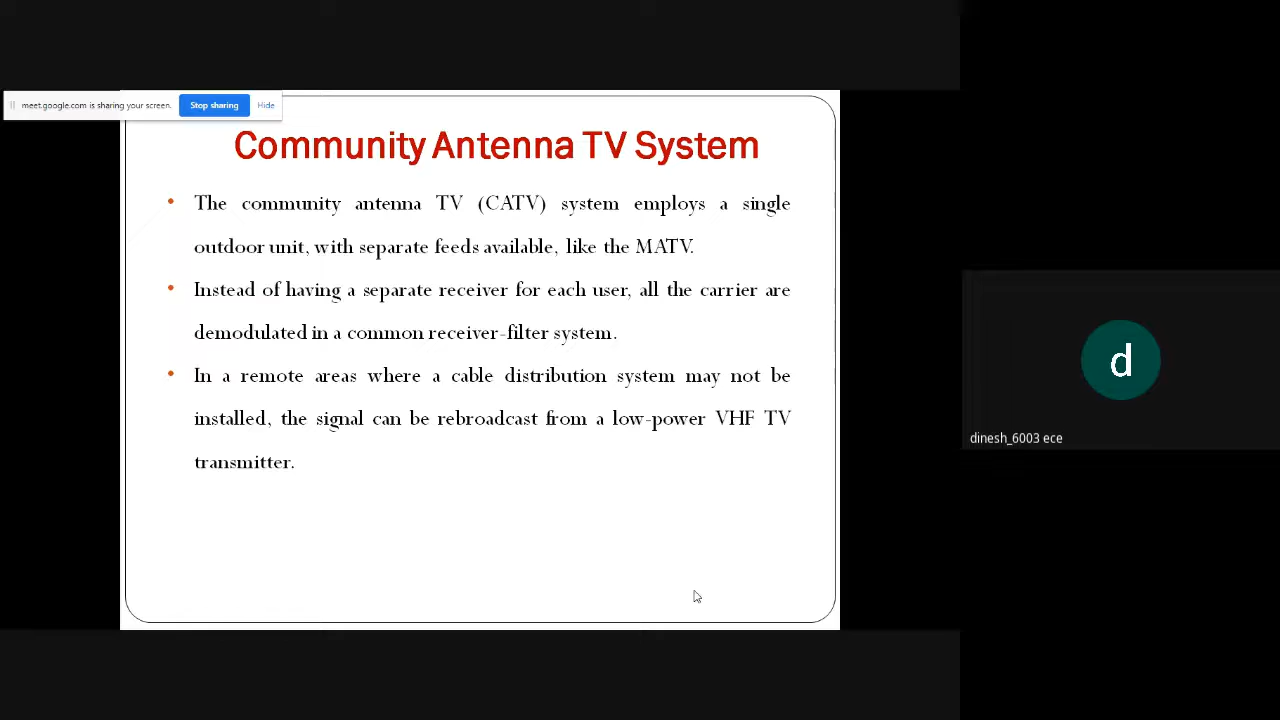 meet.google.com is sharing your screen.
Stop sharing
Hide
Community Antenna TV System
• The community antenna TV (CATV) system employs a single
outdoor unit, with separate feeds available, like the MATV.
• Instead of having a separate receiver for each user, all the carrier are
demodulated in a common receiver-filter system.
• In a remote areas where a cable distribution system may not be
installed, the signal can be rebroadcast from a low-power VHF TV
transmitter.
d
dinesh_6003 ece